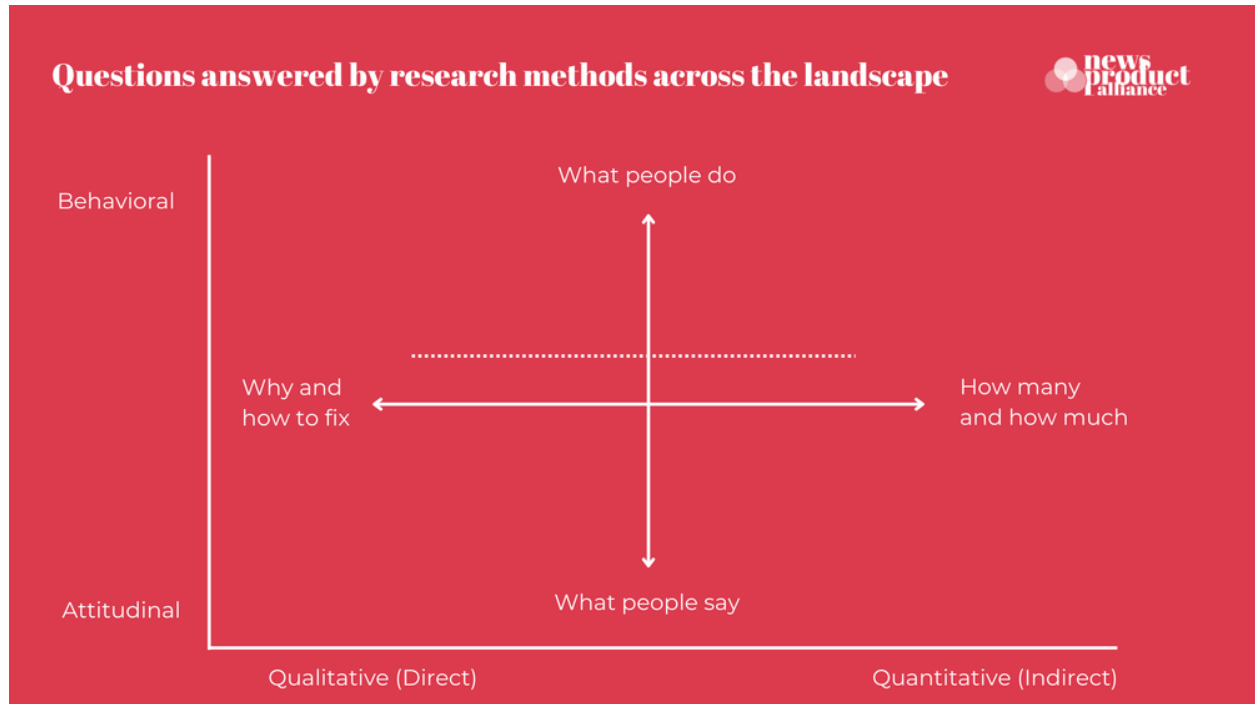 Questions answered by research methods across the landscape
news
product
alliance
What people do
Behavioral
Why and
how to fix
How many
and how much
What people say
Attitudinal
Qualitative (Direct)
Quantitative (Indirect)